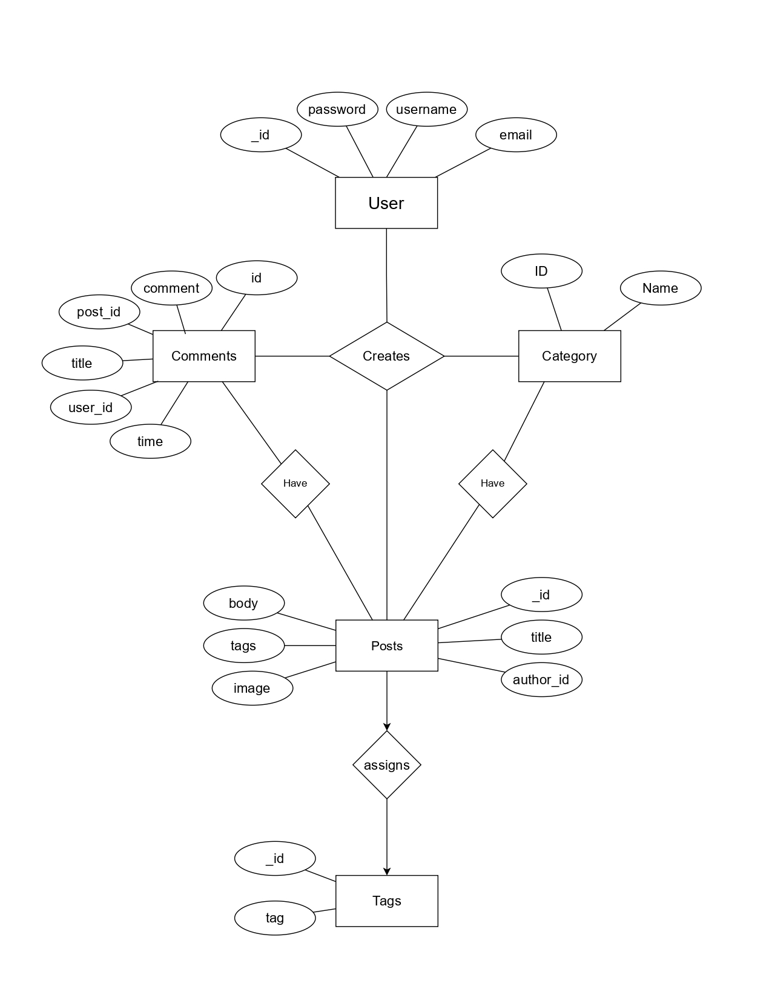 password
username
_id
email
User
ID
id
comment
Name
post_id
Comments
Creates
Category
title
user_id
time
Have
Have
_id
body
title
tags
Posts
author_id
image
assigns
_id
Tags
tag